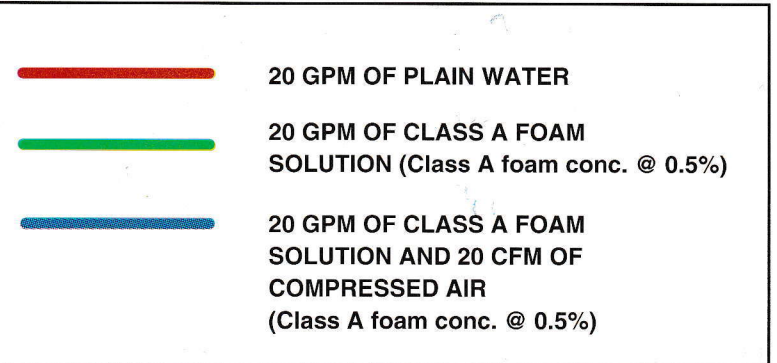 20 GPM OF PLAIN WATER
20 GPM OF CLASS A FOAM
SOLUTION (Class A foam conc. @ 0.5%)
20 GPM OF CLASS A FOAM
SOLUTION AND 20 CFM OF
COMPRESSED AIR
(Class A foam conc. @ 0.5%)